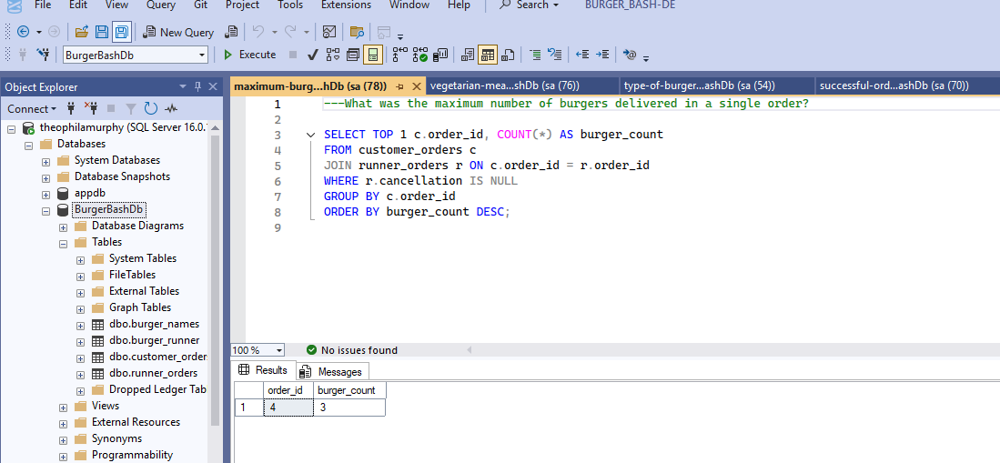 File Edit View Query Git Project Tools Extensions Window Help Search BURGER_BASH-DE
New Query
BurgerBashDb Execute
Object Explorer
Connect
theophilamurphy (SQL Server 16.0.
Databases
System Databases
Database Snapshots
appdb
BurgerBashDb
Database Diagrams
Tables
System Tables
FileTables
External Tables
Graph Tables
dbo.burger_names
dbo.burger_runner
dbo.customer_order
dbo.runner_orders
Dropped Ledger Tab
Views
External Resources
Synonyms
Programmability
maximum-burg...hDb (sa (78)) vegetarian-mea...shDb (sa (76)) type-of-burger...ashDb (sa (54)) successful-ord...ashDb (sa (70))
1 ---What was the maximum number of burgers delivered in a single order?
2
3 SELECT TOP 1 c.order_id, COUNT(*) AS burger_count
4 FROM customer_orders c
5 JOIN runner_orders r ON c.order_id = r.order_id
6 WHERE r.cancellation IS NULL
7 GROUP BY c.order_id
8 ORDER BY burger_count DESC;
9
100 % No issues found
Results Messages
order_id burger_count
1 4 3